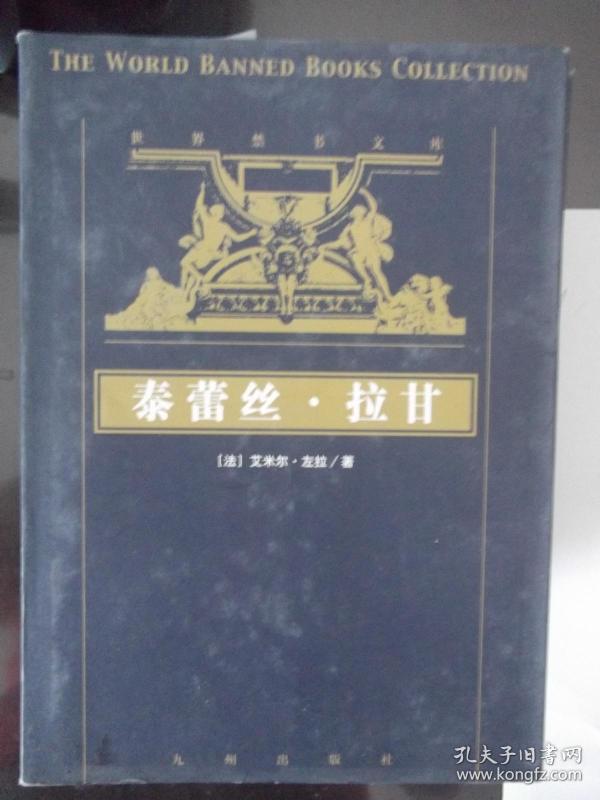 THE WORLD BANNED BOOKS COLLECTION
世界禁书文库
泰蕾丝·拉甘
[法] 艾米尔·左拉/著
九州出版社
孔夫子旧书网
www.kongfz.com